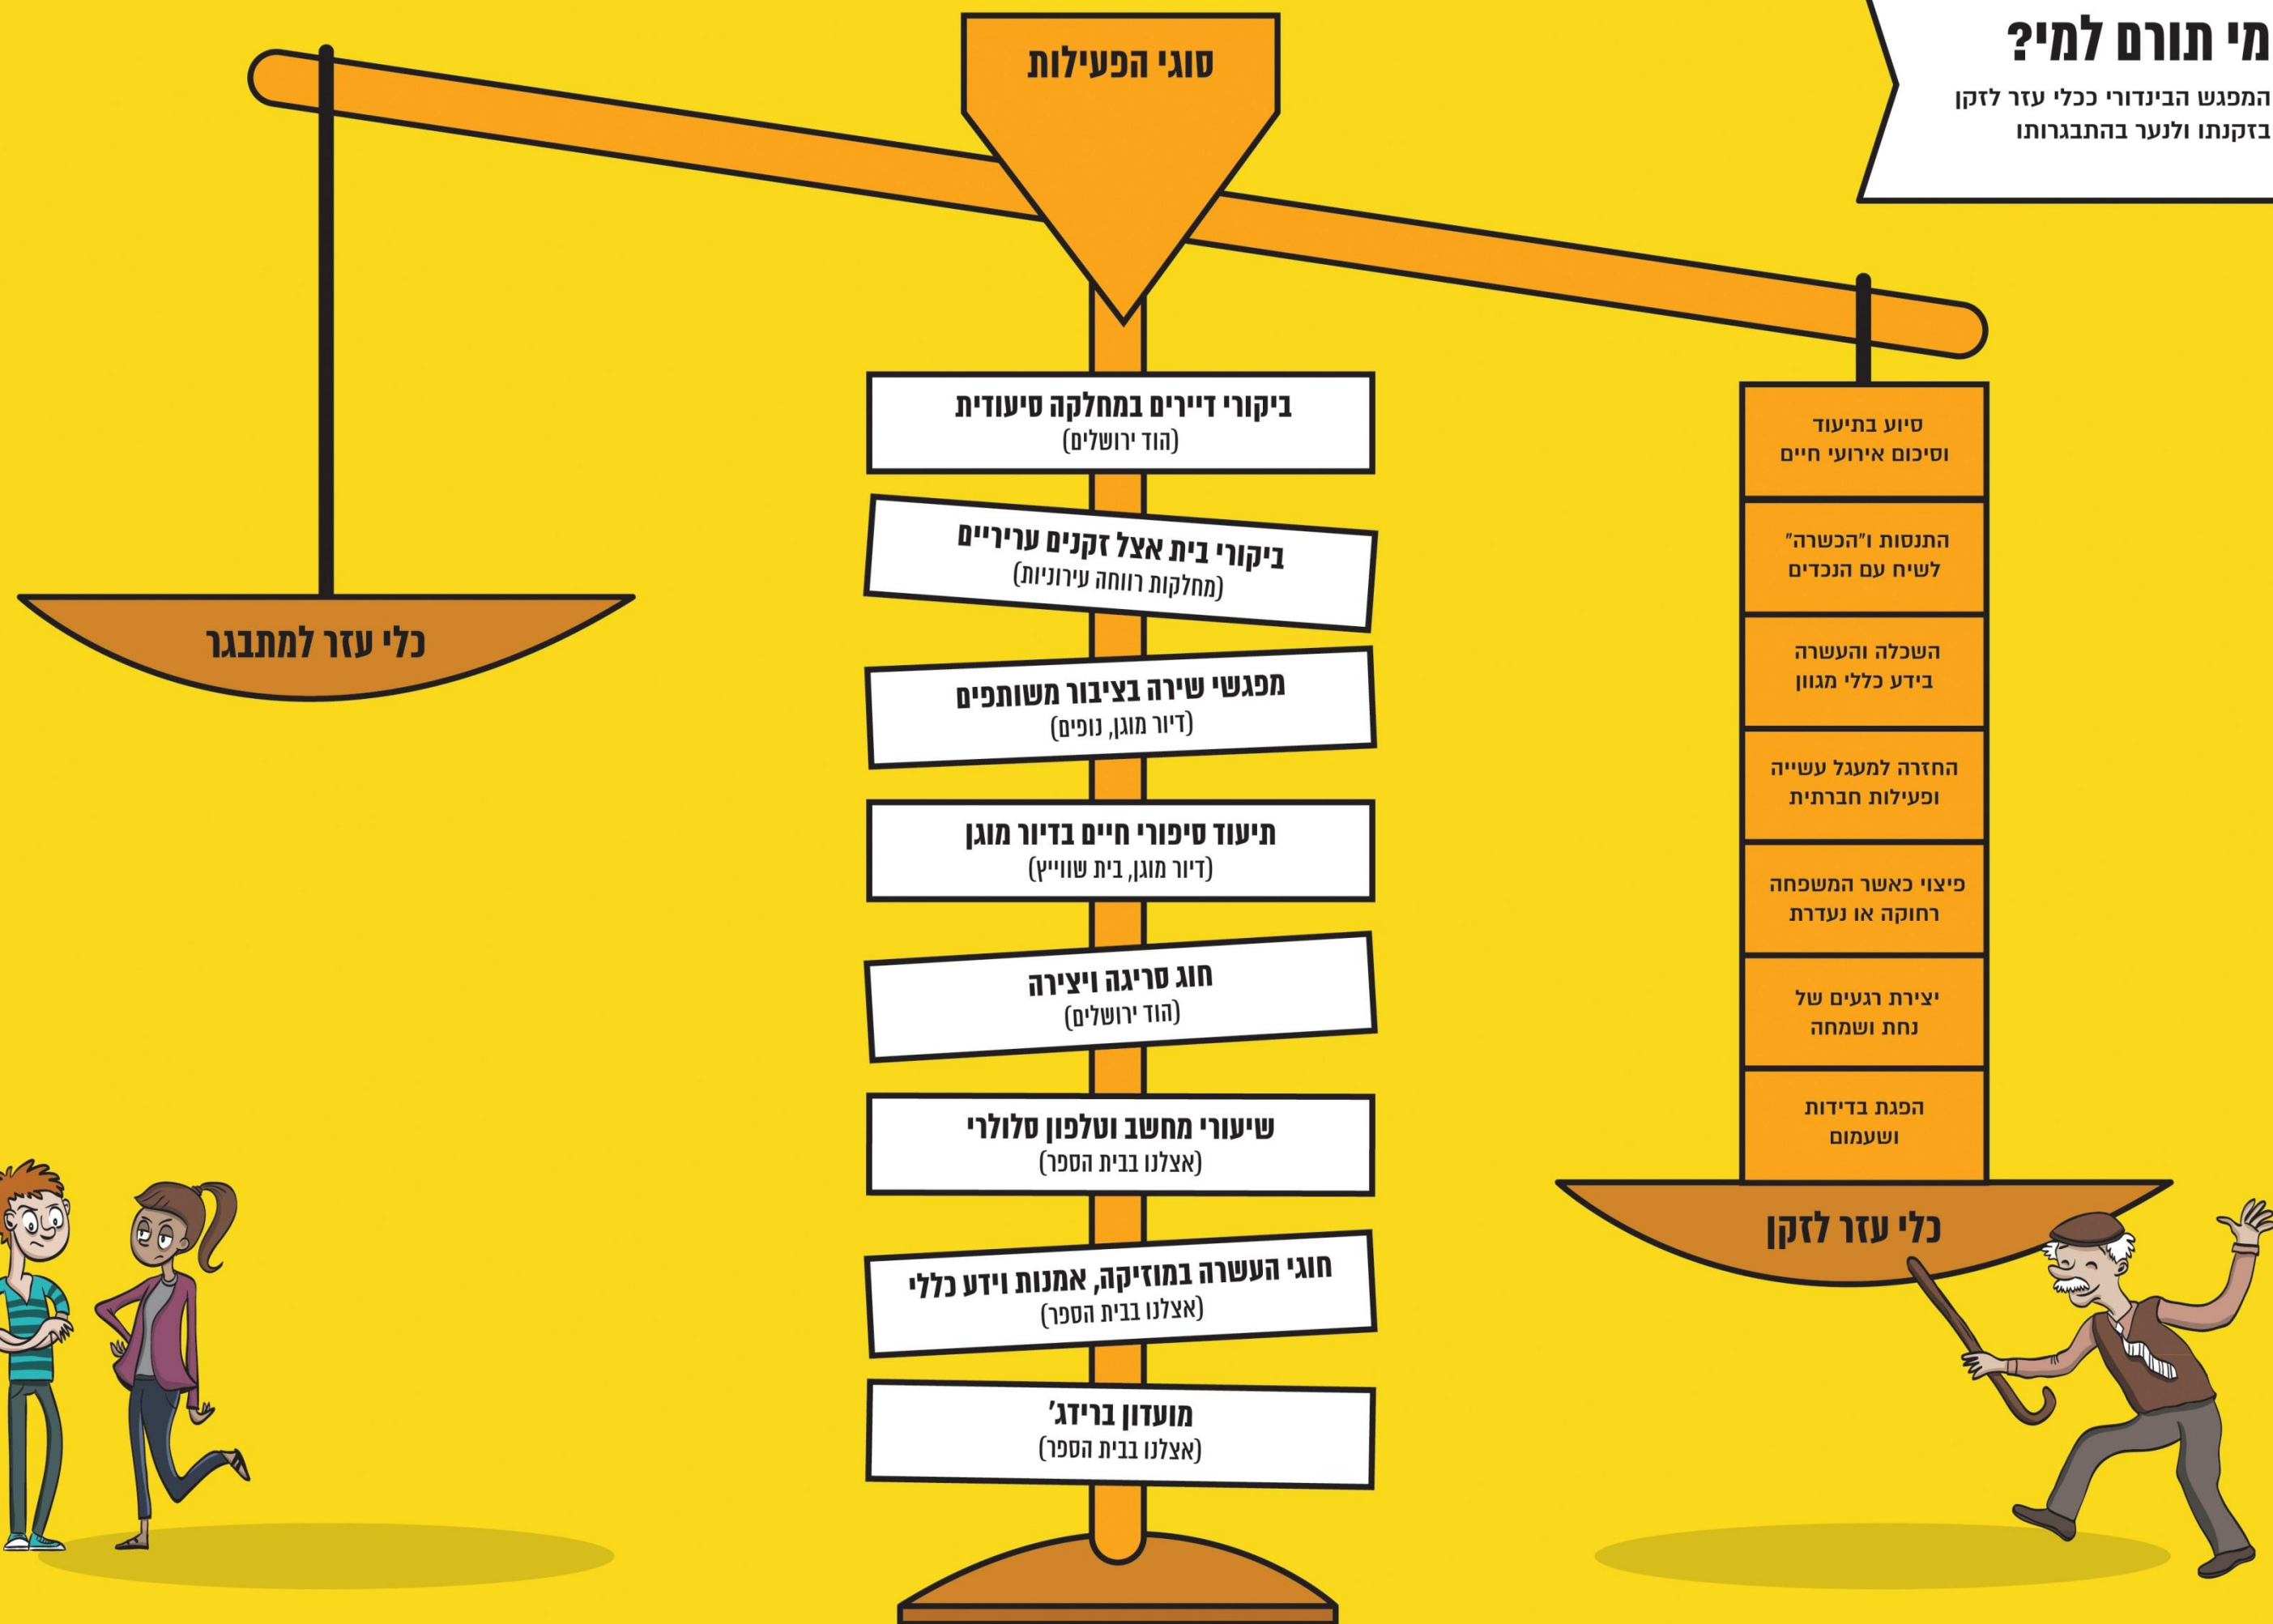 מי תורם למי?
המפגש הבינדורי ככלי עזר לזקן
בזקנתו ולנער בהתבגרותו
סוגי הפעילות
ביקורי דיירים במחלקה סיעודית
(הוד ירושלים)
ביקורי בית אצל זקנים עריריים
(מחלקות רווחה עירוניות)
מפגשי שירה בציבור משותפים
(דיור מוגן, נופים)
תיעוד סיפורי חיים בדיור מוגן
(דיור מוגן, בית שווייץ)
חוג סריגה ויצירה
(הוד ירושלים)
שיעורי מחשב וטלפון סלולרי
(אצלנו בבית הספר)
חוגי העשרה במוזיקה, אמנות וידע כללי
(אצלנו בבית הספר)
מועדון ברידג'
(אצלנו בבית הספר)
סיוע בתיעוד
וסיכום אירועי חיים
התנסות ו"הכשרה"
לשיח עם הנכדים
השכלה והעשרה
בידע כללי מגוון
החזרה למעגל עשייה
ופעילות חברתית
פיצוי כאשר המשפחה
רחוקה או נעדרת
יצירת רגעים של
נחת ושמחה
הפגת בדידות
ושעמום
כלי עזר לזקן
כלי עזר למתבגר